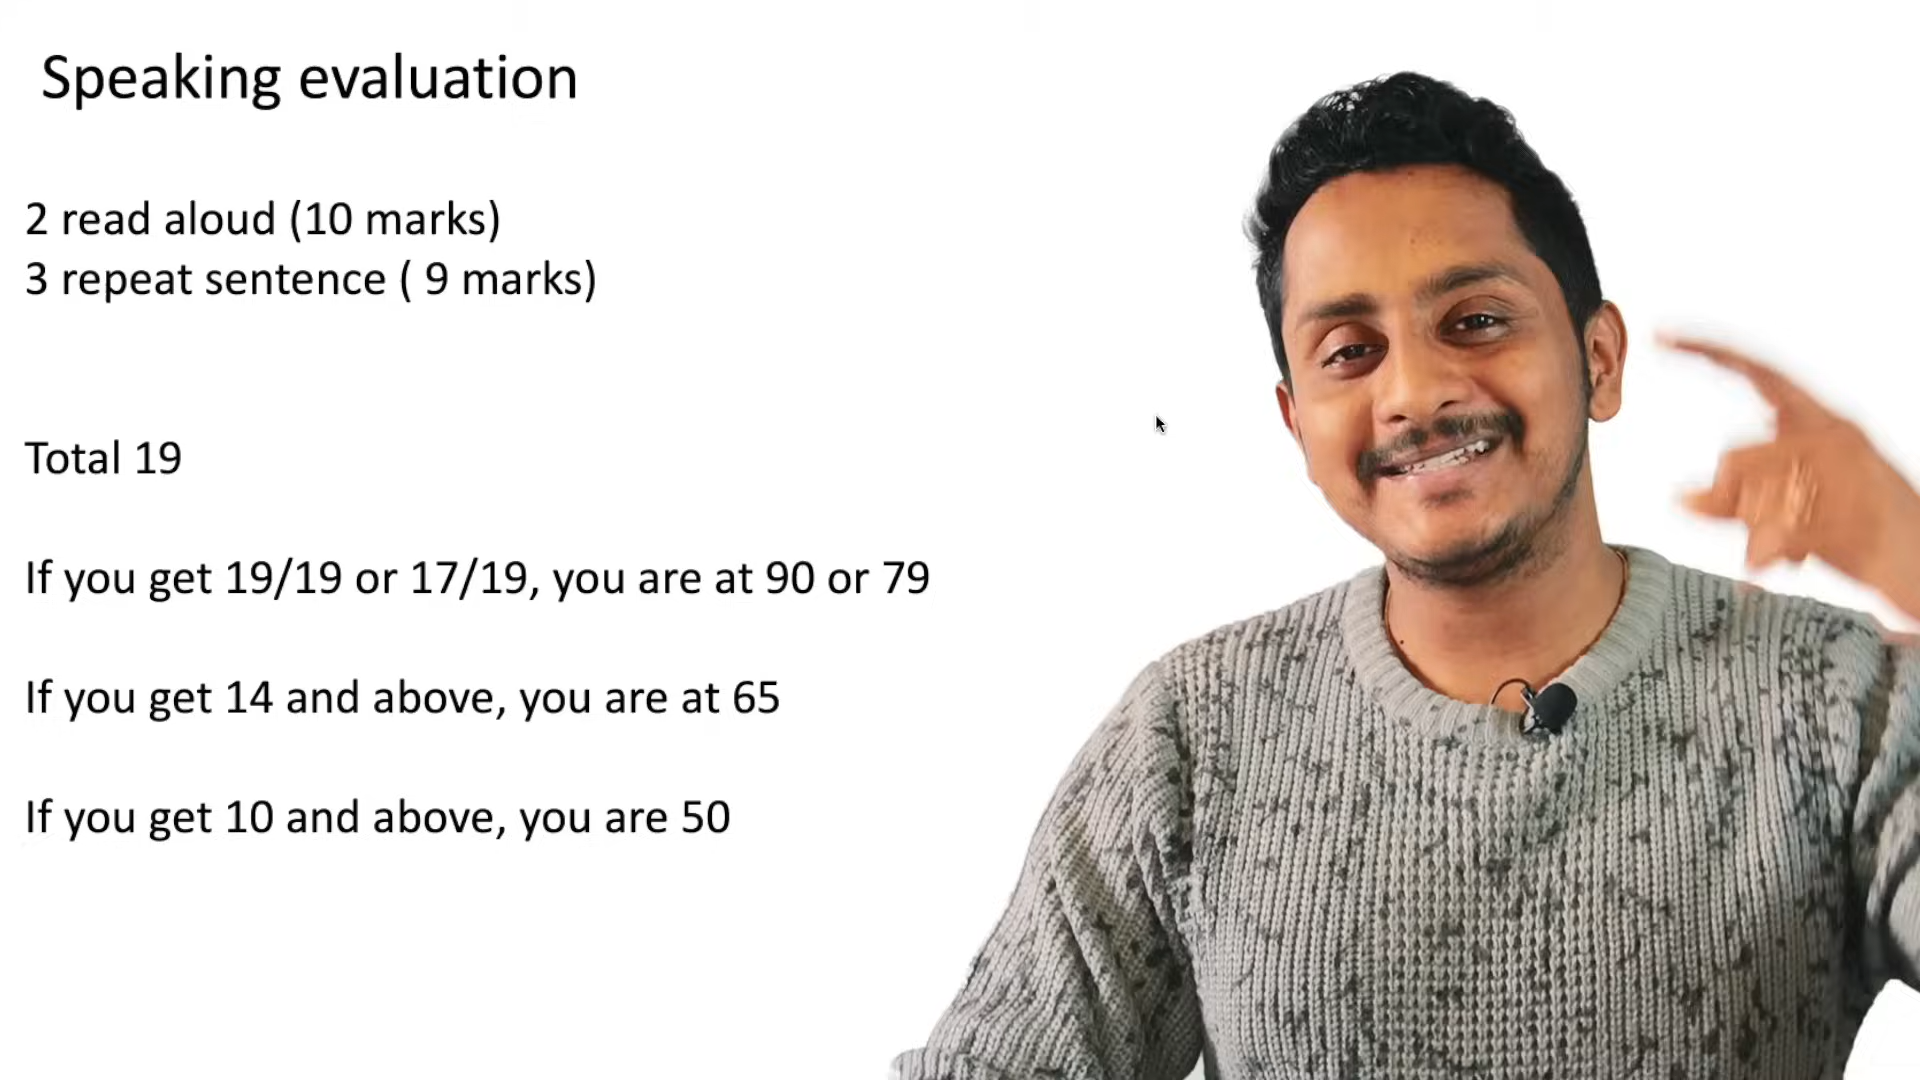 Speaking evaluation
2 read aloud (10 marks)
3 repeat sentence ( 9 marks)
Total 19
If you get 19/19 or 17/19, you are at 90 or 79
If you get 14 and above, you are at 65
If you get 10 and above, you are 50